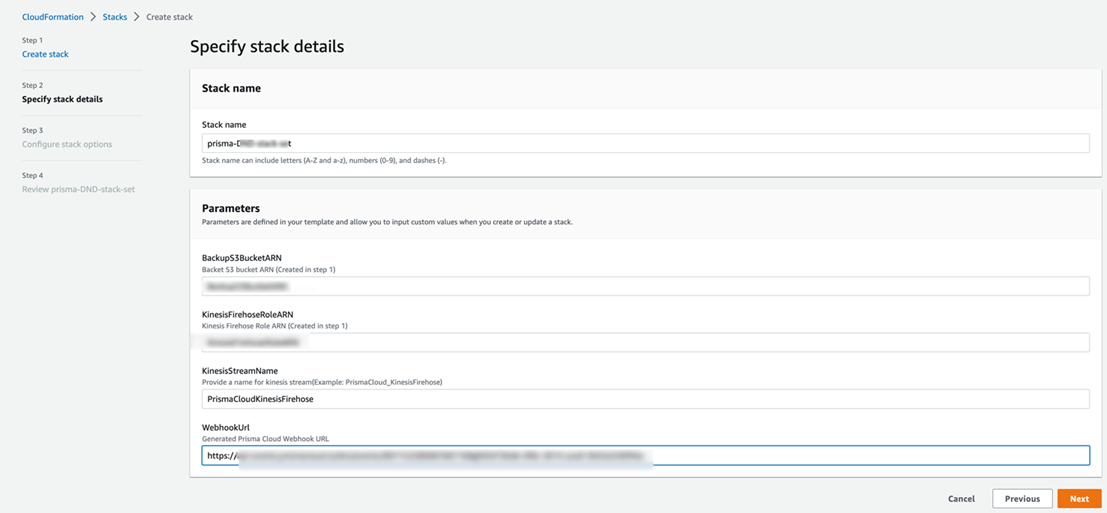 CloudFormation > Stacks > Create stack
Step 1
Create stack
Step 2
Specify stack details
Step 3
Configure stack options
Step 4
Review prisma-DND-stack-set
Specify stack details
Stack name
Stack name
Stack name can include letters (A-Z and a-z), numbers (0-9), and dashes (-).
Parameters
Parameters are defined in your template and allow you to input custom values when you create or update a stack.
BackupS3BucketARN
Backet S3 bucket ARN (Created in step 1)
KinesisFirehoseRoleARN
Kinesis Firehose Role ARN (Created in step 1)
KinesisStreamName
Provide a name for kinesis stream(Example: PrismaCloud_KinesisFirehose)
PrismaCloudKinesisFirehose
WebhookUrl
Generated Prisma Cloud Webhook URL
https://
Cancel
Previous
Next